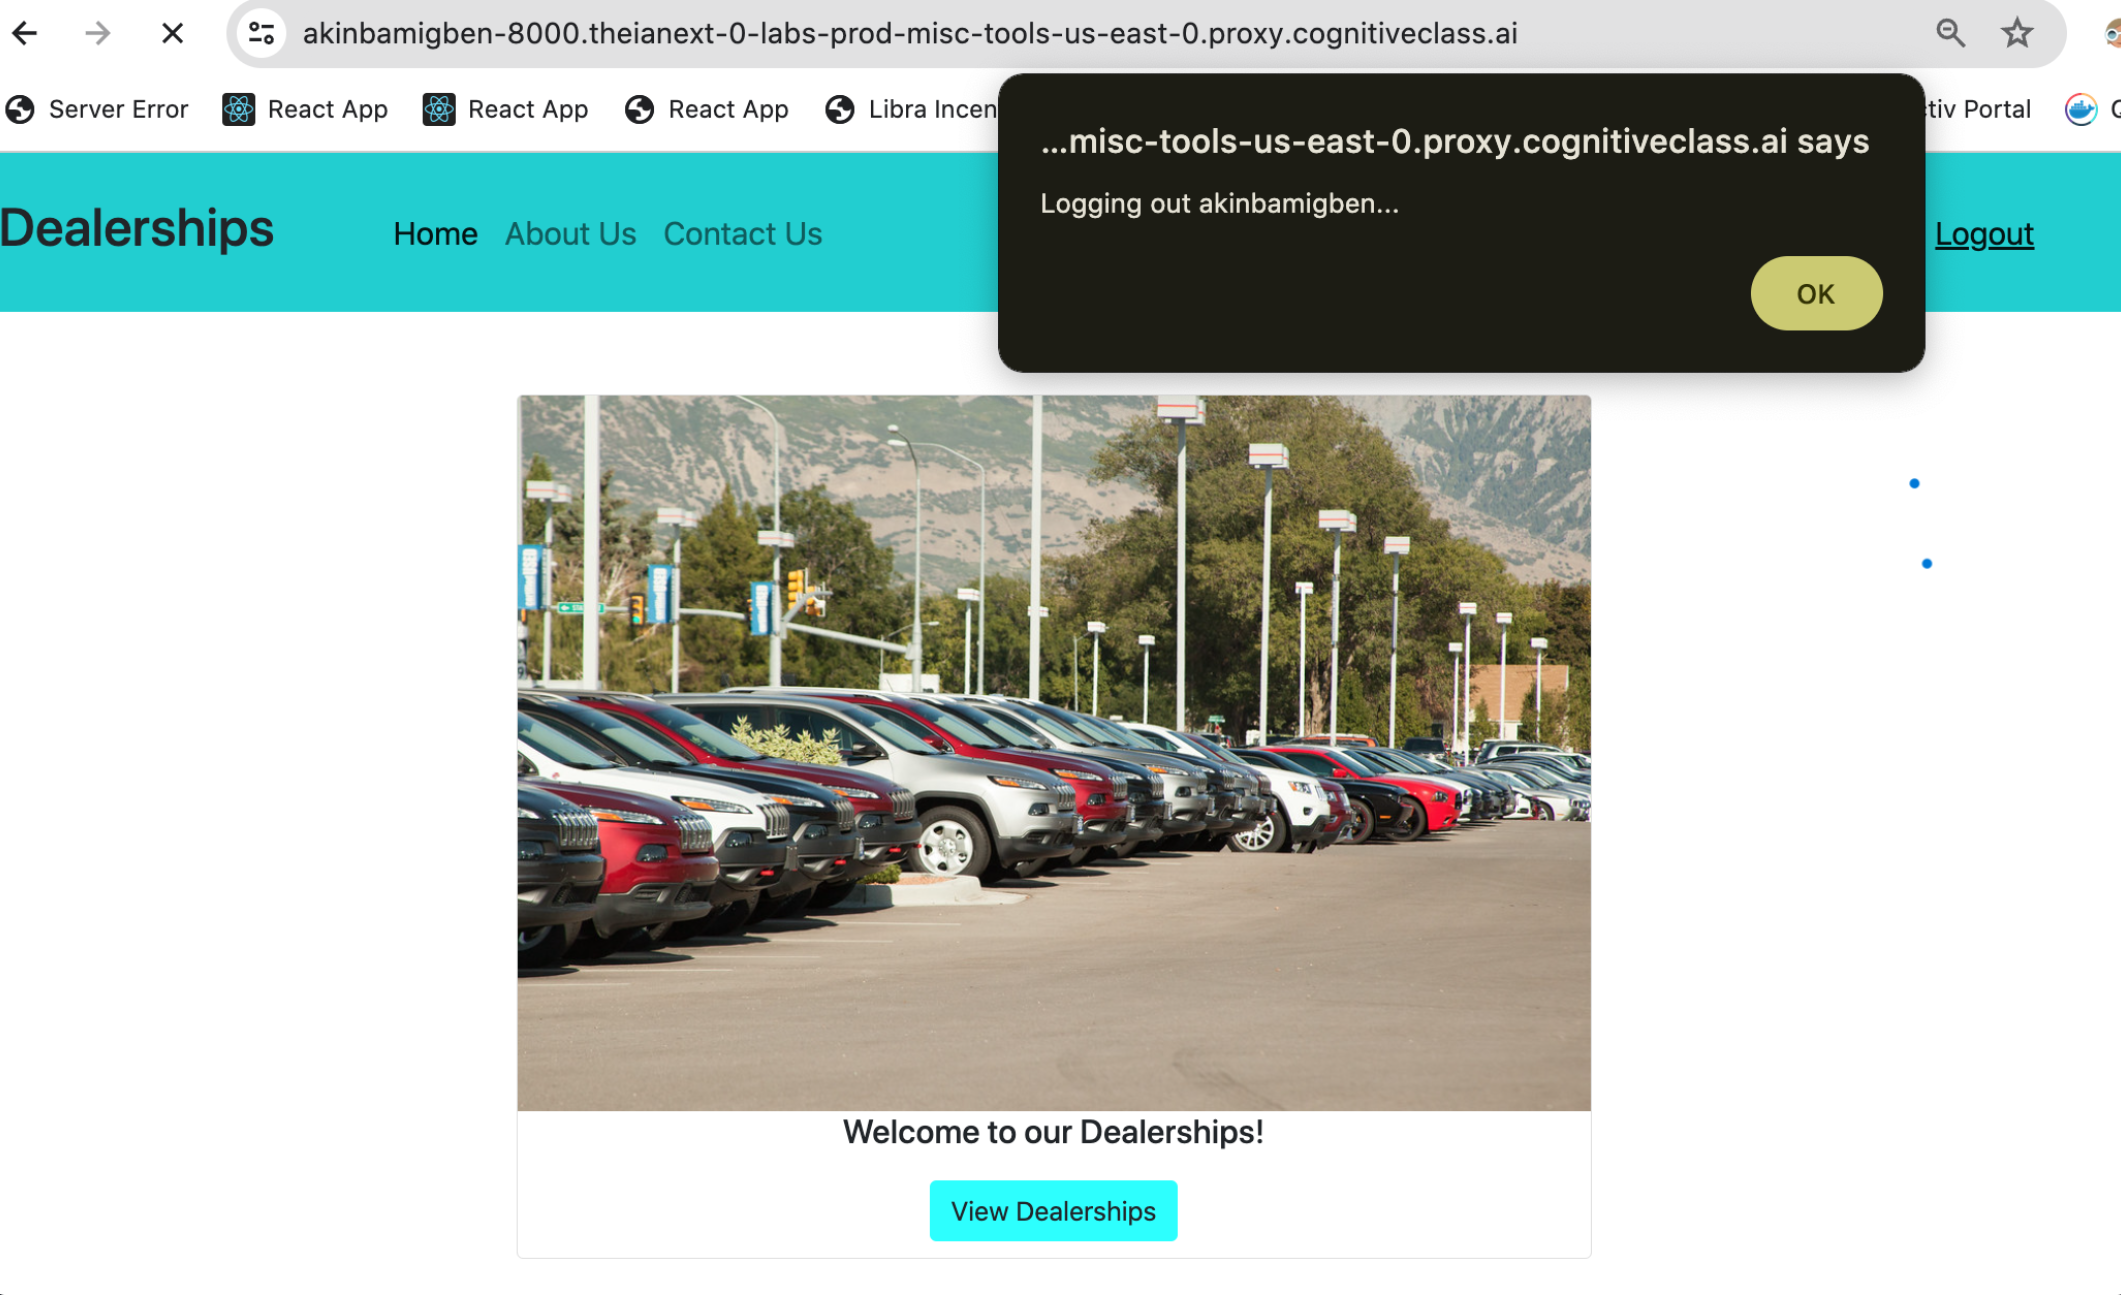 akinbamigben-8000.theianext-0-labs-prod-misc-tools-us-east-0.proxy.cognitiveclass.ai
Server Error
React App
React App
React App
Libra Incen
ctiv Portal
...misc-tools-us-east-0.proxy.cognitiveclass.ai says
Logging out akinbamigben...
OK
Dealerships
Home
About Us
Contact Us
Logout
Welcome to our Dealerships!
View Dealerships